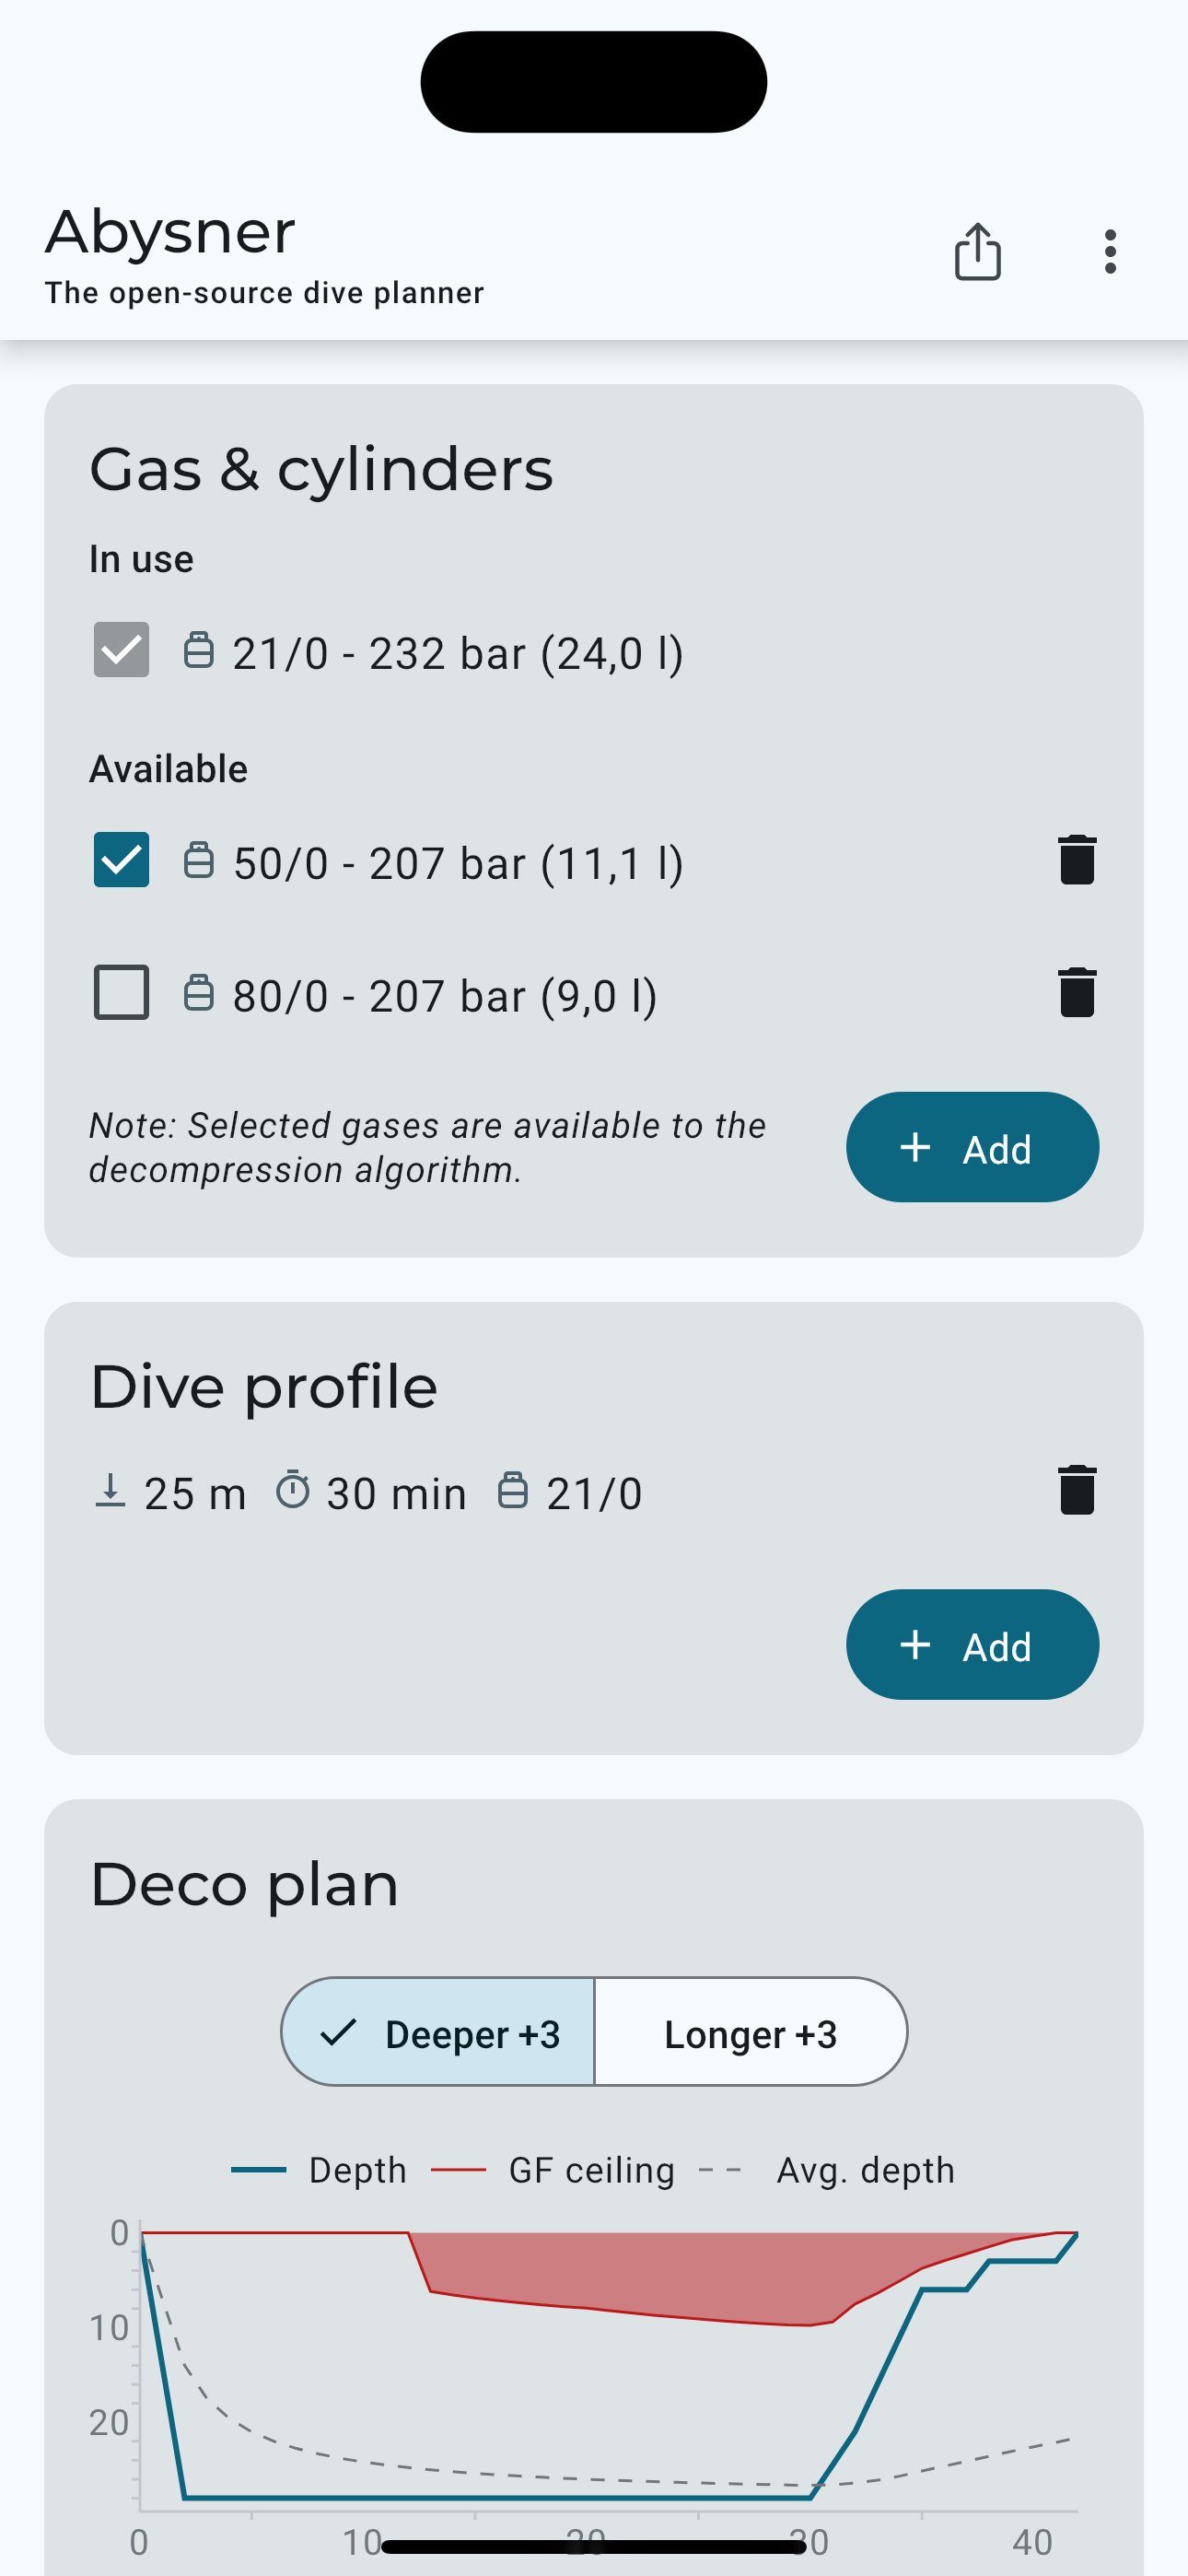 Abysner
The open-source dive planner
Gas & cylinders
In use
21/0 - 232 bar (24,0 l)
Available
50/0 - 207 bar (11,1 l)
80/0 - 207 bar (9,0 l)
Note: Selected gases are available to the
decompression algorithm.
+ Add
Dive profile
25 m 30 min 21/0
+ Add
Deco plan
Deeper +3 Longer +3
Depth GF ceiling Avg. depth
0
10
20
0 10 20 30 40